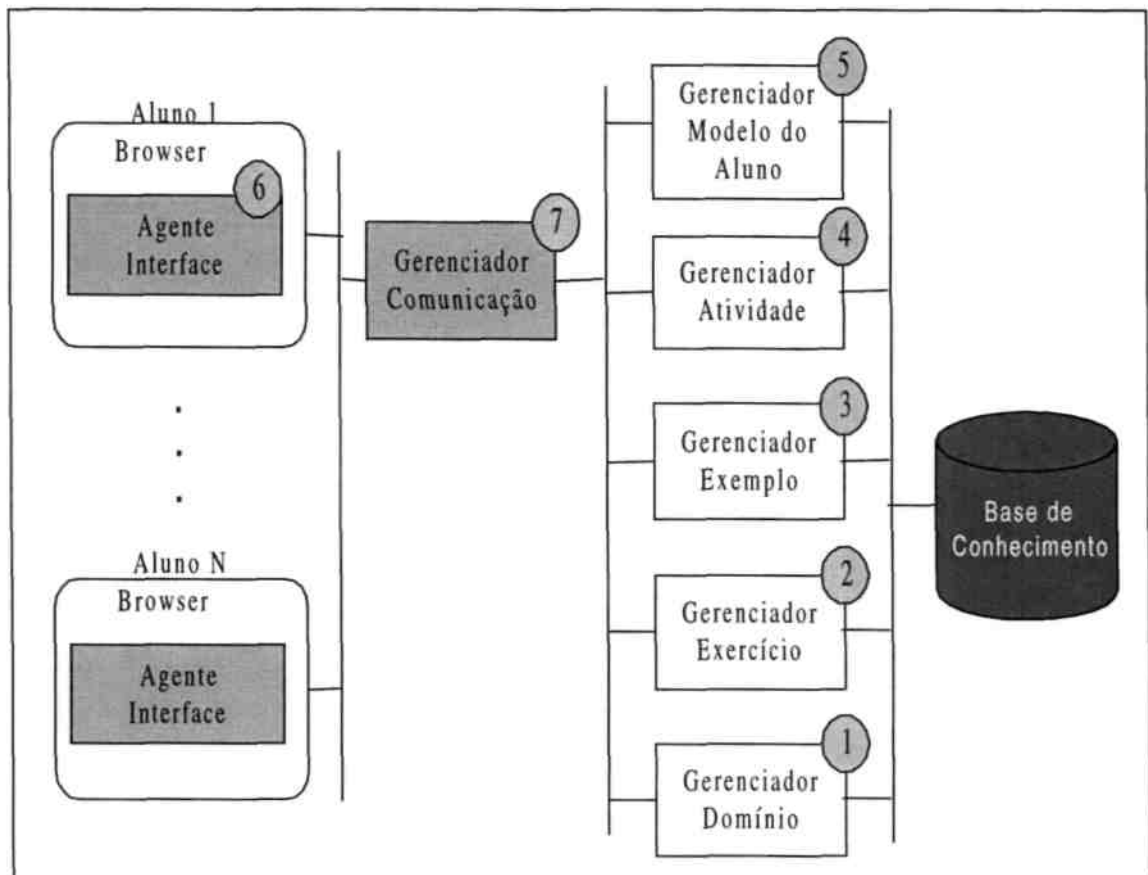 Aluno 1
Browser
6
Agente
Interface
Aluno N
Browser
Agente
Interface
7
Gerenciador
Comunicação
5
Gerenciador
Modelo do
Aluno
4
Gerenciador
Atividade
3
Gerenciador
Exemplo
2
Gerenciador
Exercício
1
Gerenciador
Domínio
Base de
Conhecimento